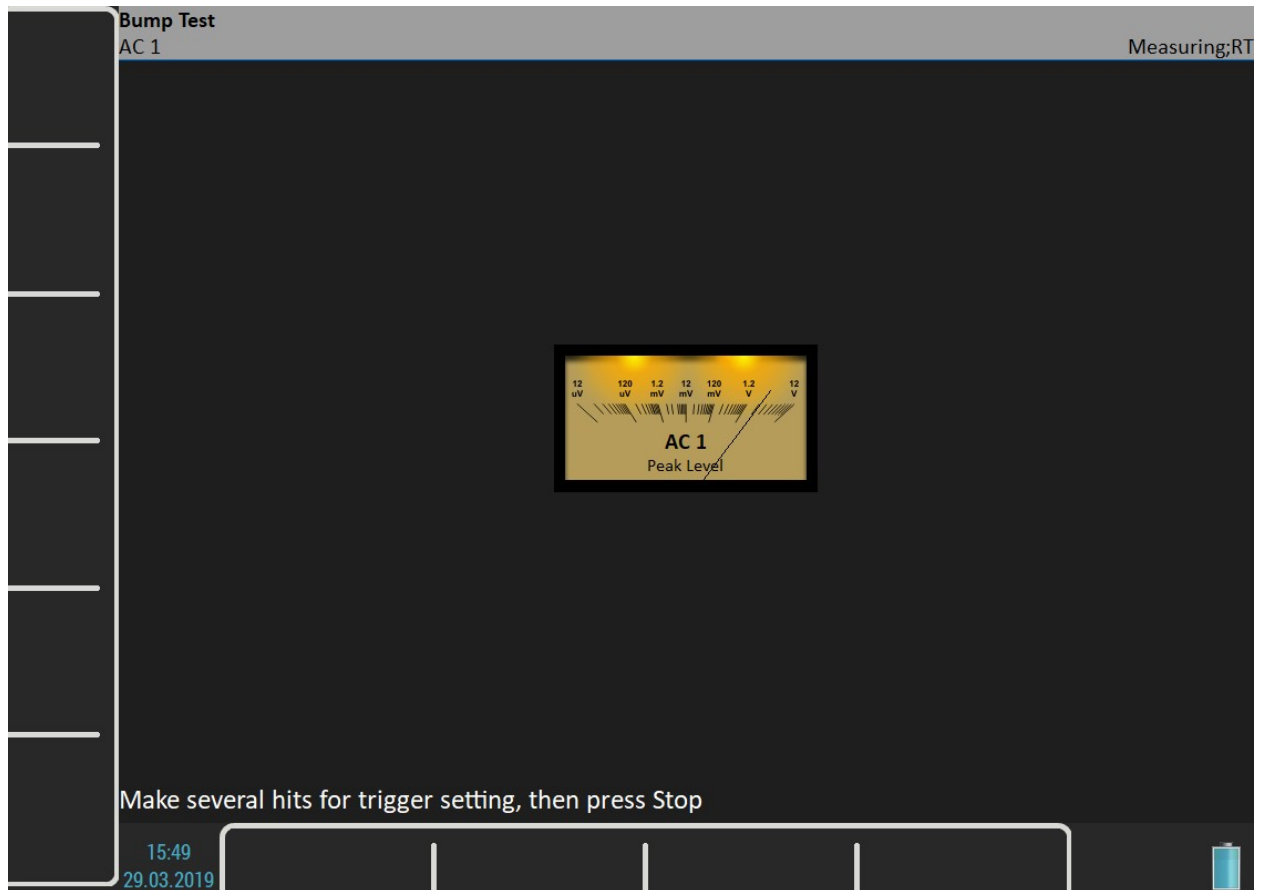 Bump Test
AC 1
Measuring;RT
12 120 1.2 12 120 1.2 12
uV uV mV mV mV V V
AC 1
Peak Level
Make several hits for trigger setting, then press Stop
15:49
29.03.2019